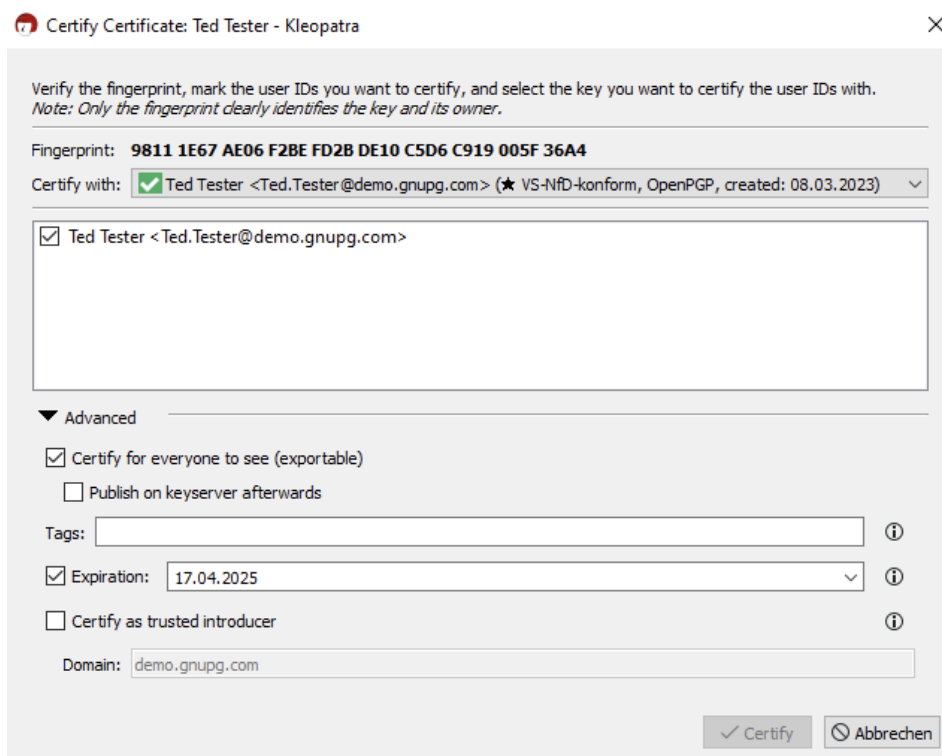 Certify Certificate: Ted Tester - Kleopatra
Verify the fingerprint, mark the user IDs you want to certify, and select the key you want to certify the user IDs with.
Note: Only the fingerprint clearly identifies the key and its owner.
Fingerprint: 9811 1E67 AE06 F2BE FD2B DE10 C5D6 C919 005F 36A4
Certify with: Ted Tester <Ted.Tester@demo.gnupg.com> (★ VS-NfD-konform, OpenPGP, created: 08.03.2023)
Ted Tester <Ted.Tester@demo.gnupg.com>
Advanced
Certify for everyone to see (exportable)
Publish on keyserver afterwards
Tags:
Expiration: 17.04.2025
Certify as trusted introducer
Domain: demo.gnupg.com
Certify Abbrechen